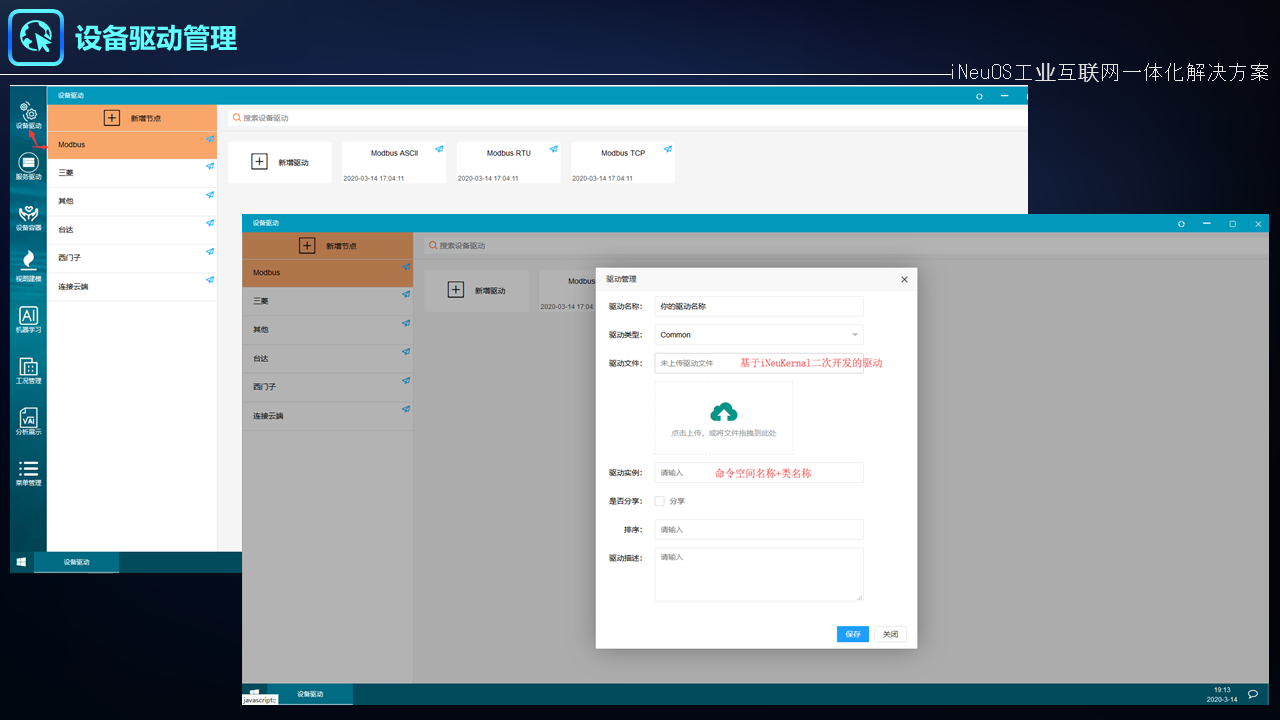 设备驱动管理
iNeuOS工业互联网一体化解决方案
设备驱动
设备驱动
服务驱动
设备容器
视图建模
机器学习
工况管理
分析展示
菜单管理
新增节点
Modbus
三菱
其他
台达
西门子
连接云端
搜索设备驱动
新增驱动
Modbus ASCII
2020-03-14 17:04:11
Modbus RTU
2020-03-14 17:04:11
Modbus TCP
2020-03-14 17:04:11
设备驱动
设备驱动
新增节点
Modbus
三菱
其他
台达
西门子
连接云端
搜索设备驱动
新增驱动
Modbus
2020-03-14 17:04:
驱动管理
驱动名称: 你的驱动名称
驱动类型: Common
驱动文件: 未上传驱动文件 基于iNeuKernal二次开发的驱动
点击上传，或将文件拖拽到此处
驱动实例: 请输入 命令空间名称+类名称
是否分享: 分享
排序: 请输入
驱动描述: 请输入
保存 关闭
javascript:;
设备驱动
19:13
2020-3-14